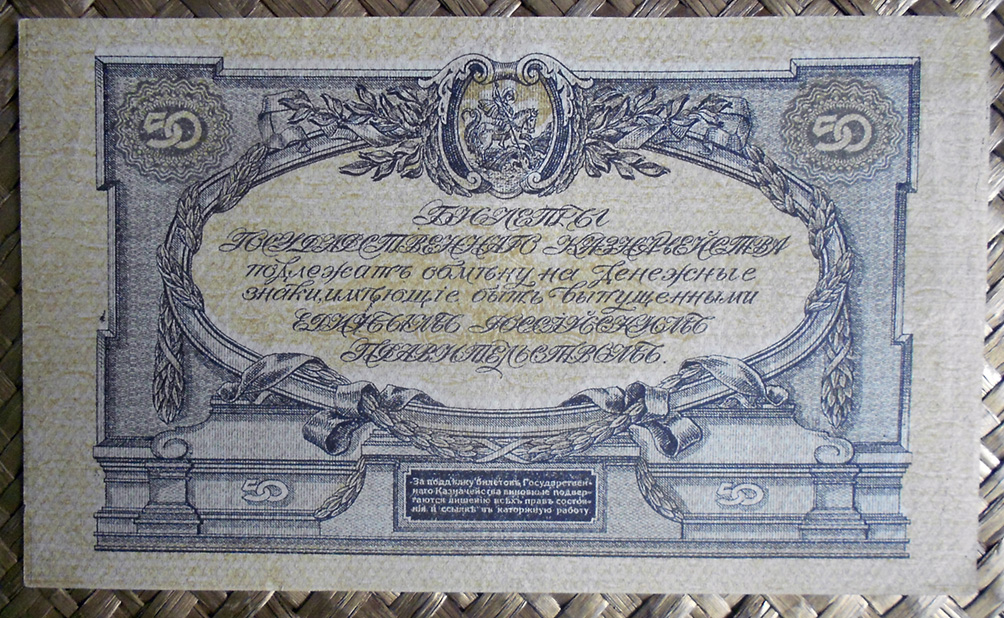 50
50
БИЛЕТЫ
ГОСУДАРСТВЕННАГО КАЗНАЧЕЙСТВА
подлежатъ обмѣну на денежные
знаки имѣющіе быть выпущенными
ЕДИНЫМЪ РОССІЙСКИМЪ
ПРАВИТЕЛЬСТВОМЪ.
50
50
За поддѣлку билетовъ Государствен-
наго Казначейства виновные подвер-
гаются лишенію всѣхъ правъ состоя-
нія и ссылкѣ въ каторжную работу.